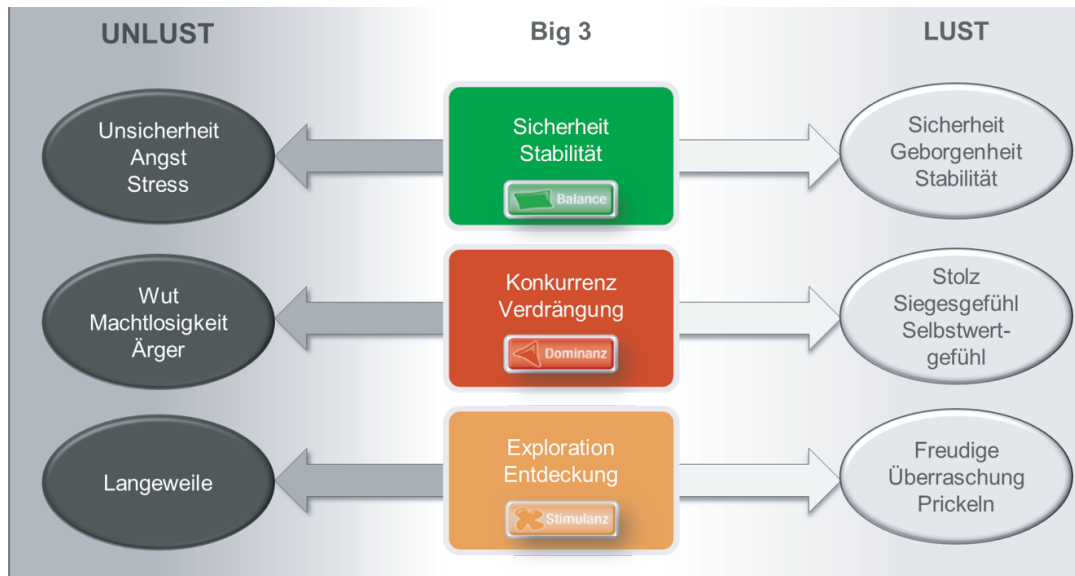 UNLUST
Big 3
LUST
Unsicherheit
Angst
Stress
Sicherheit
Stabilität
Balance
Sicherheit
Geborgenheit
Stabilität
Wut
Machtlosigkeit
Ärger
Konkurrenz
Verdrängung
Dominanz
Stolz
Siegesgefühl
Selbstwert-
gefühl
Langeweile
Exploration
Entdeckung
Stimulanz
Freudige
Überraschung
Prickeln